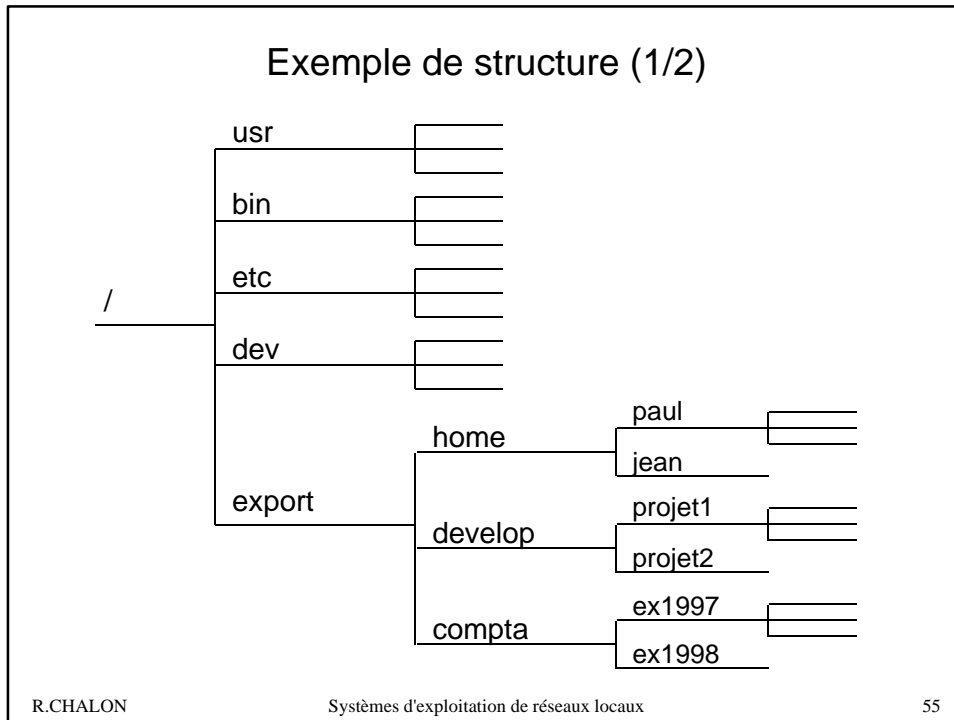 Exemple de structure (1/2)
usr
bin
etc
/
dev
paul
home
jean
export
projet1
develop
projet2
ex1997
compta
ex1998
R.CHALON
Systèmes d'exploitation de réseaux locaux
55